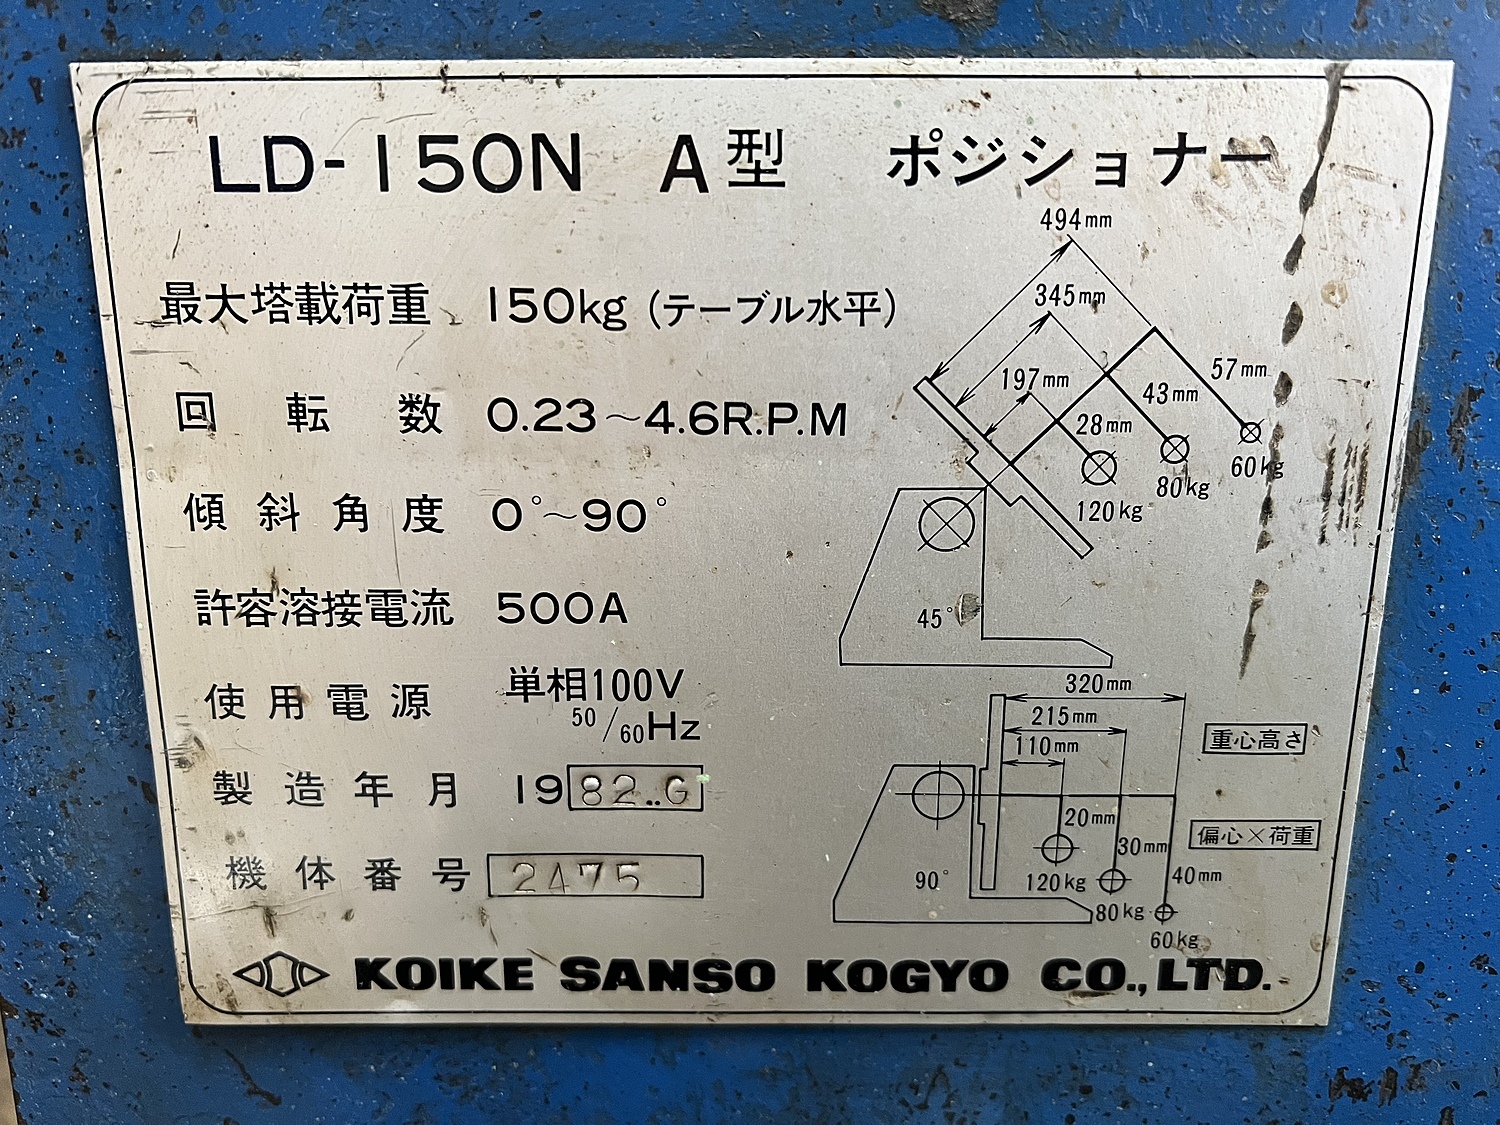 LD-150N A型 ポジショナー
最大塔載荷重 150kg (テーブル水平)
回転数 0.23~4.6R.P.M
傾斜角度 0°~90°
許容溶接電流 500A
使用電源 単相100V
50/60Hz
製造年月 1982..G
機体番号 2475
494mm
345mm
197mm
57mm
43mm
28mm
60kg
80kg
120kg
45°
320mm
215mm
110mm
重心高さ
20mm
30mm
40mm
偏心×荷重
90°
120kg
80kg
60kg
KOIKE SANSO KOGYO CO., LTD.